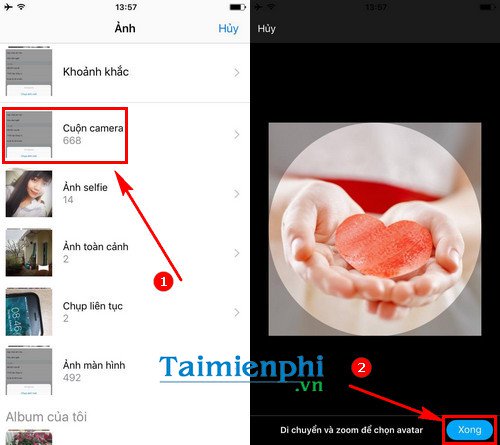 13:57
Ảnh
Hủy
Khoảnh khắc
Cuộn camera
668
Ảnh selfie
14
Ảnh toàn cảnh
2
Chụp liên tục
2
Ảnh màn hình
492
Album của tôi
1
13:57
Hủy
Taimienphi
.vn
2
Di chuyển và zoom để chọn avatar
Xong